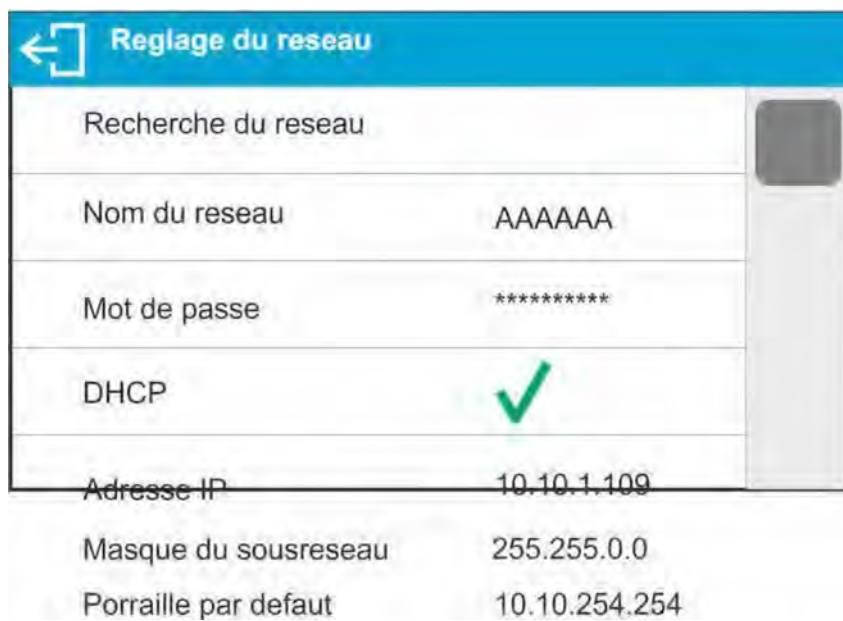 Reglage du reseau
Recherche du reseau
Nom du reseau AAAAAA
Mot de passe **********
DHCP
Adresse IP 10.10.1.109
Masque du sousreseau 255.255.0.0
Porraille par defaut 10.10.254.254